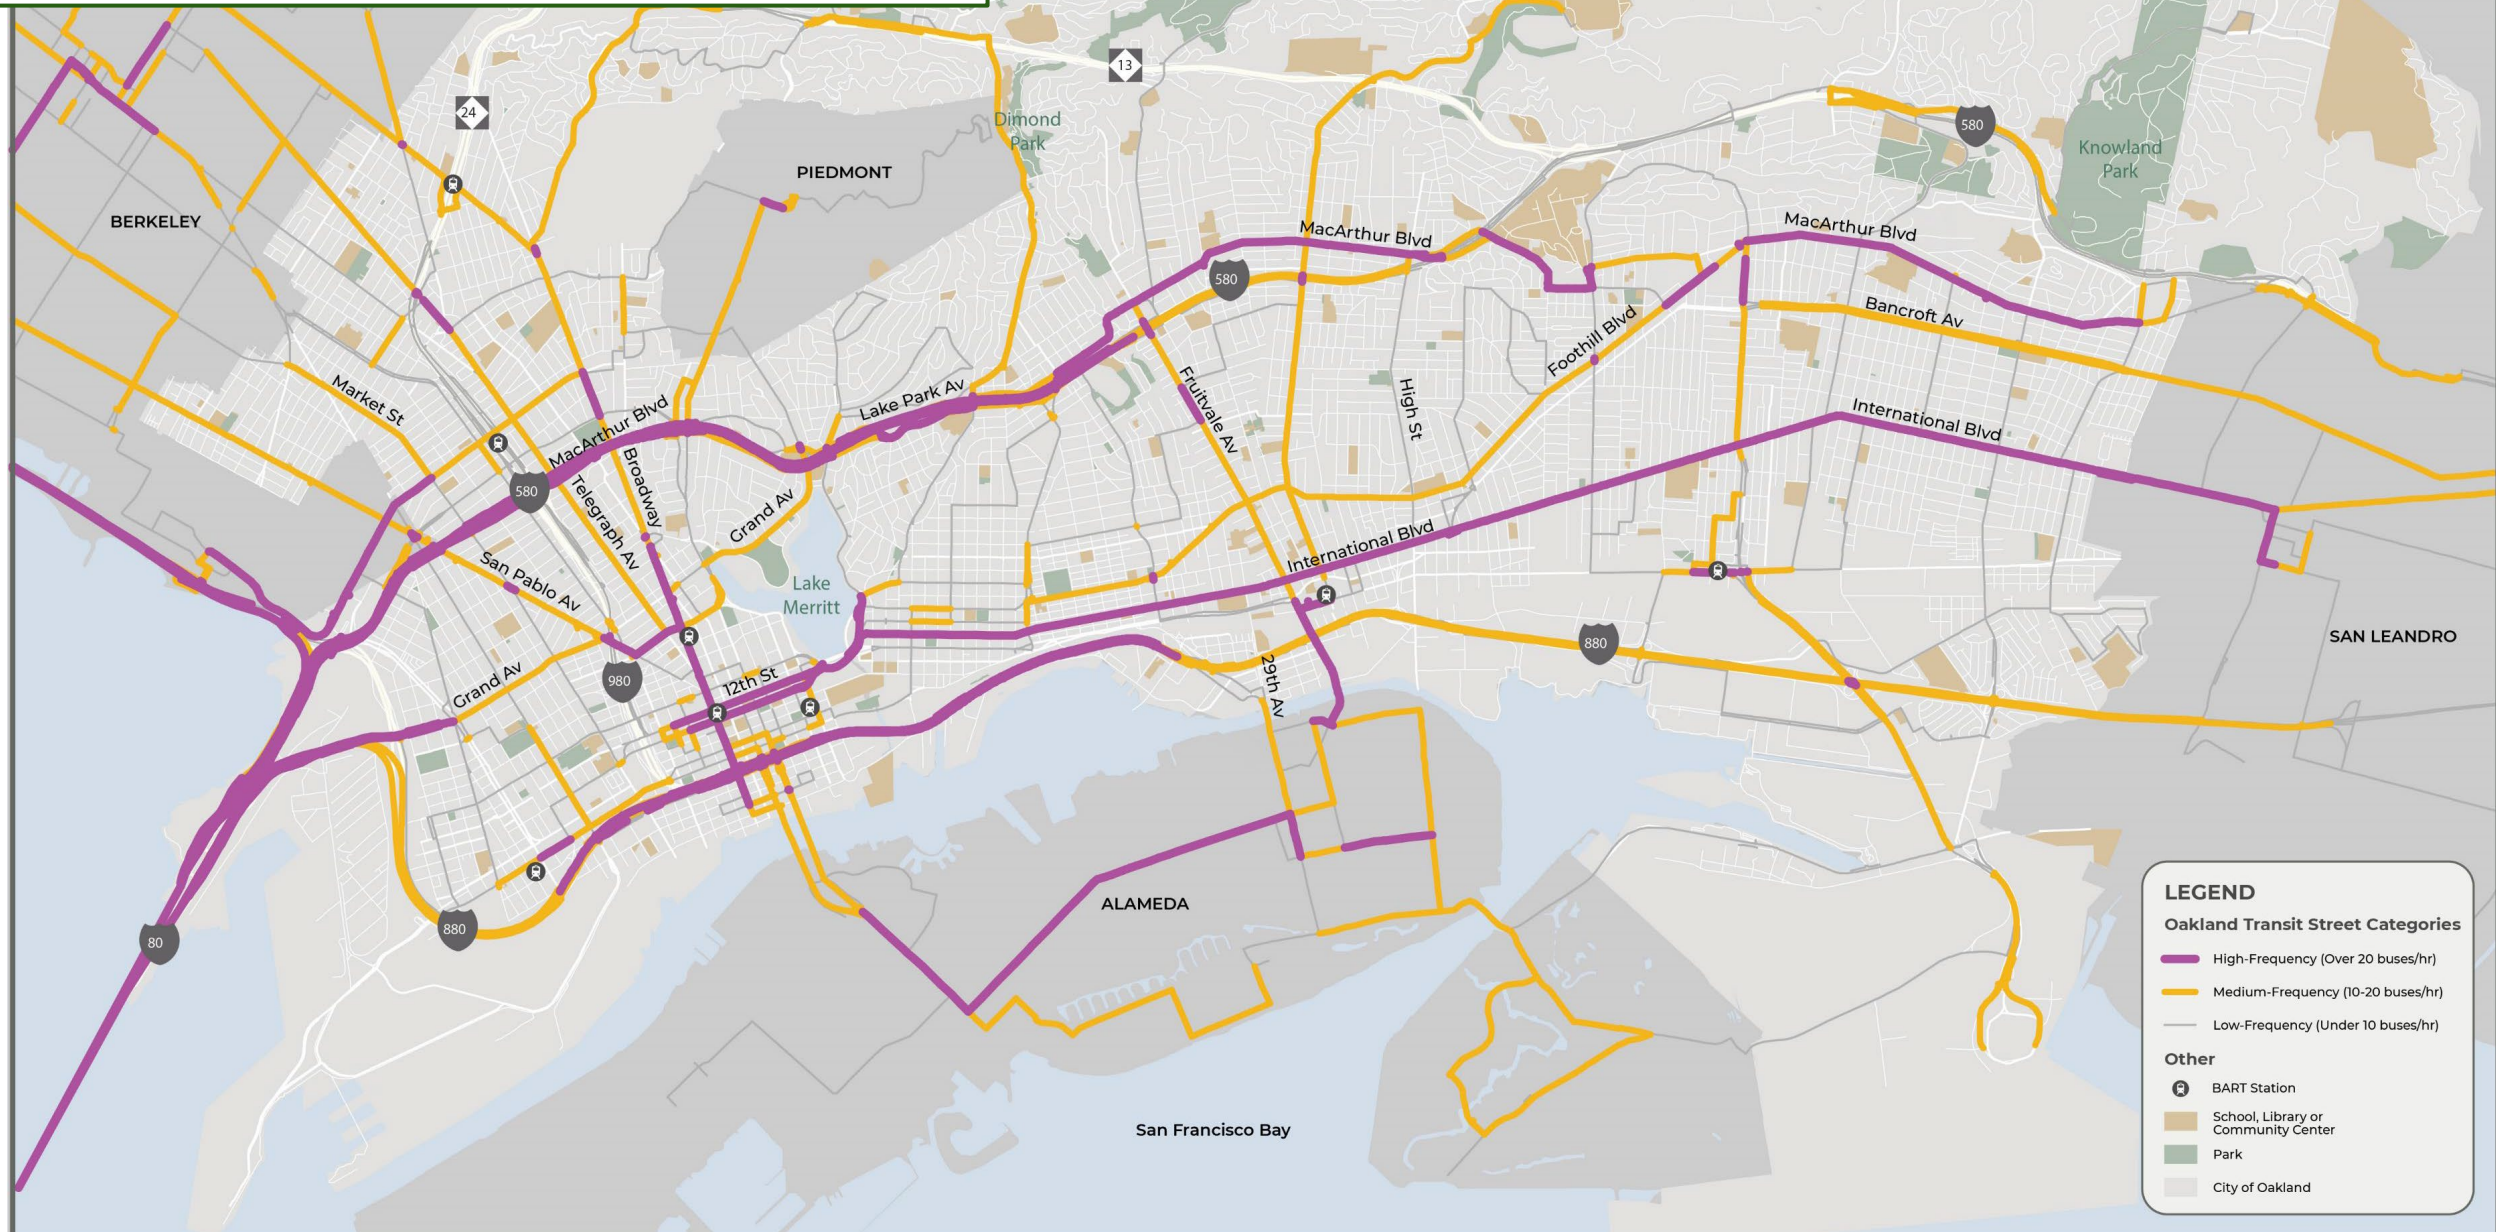 13
24
Dimond
Park
580
Knowland
Park
PIEDMONT
BERKELEY
MacArthur Blvd
MacArthur Blvd
580
Bancroft Av
Foothill Blvd
Market St
Lake Park Av
Fruitvale Av
High St
MacArthur Blvd
Broadway
International Blvd
580
Telegraph Av
Grand Av
International Blvd
San Pablo Av
Lake
Merritt
880
SAN LEANDRO
Grand Av
980
12th St
29th Av
ALAMEDA
80
880
San Francisco Bay
LEGEND
Oakland Transit Street Categories
High-Frequency (Over 20 buses/hr)
Medium-Frequency (10-20 buses/hr)
Low-Frequency (Under 10 buses/hr)
Other
BART Station
School, Library or
Community Center
Park
City of Oakland